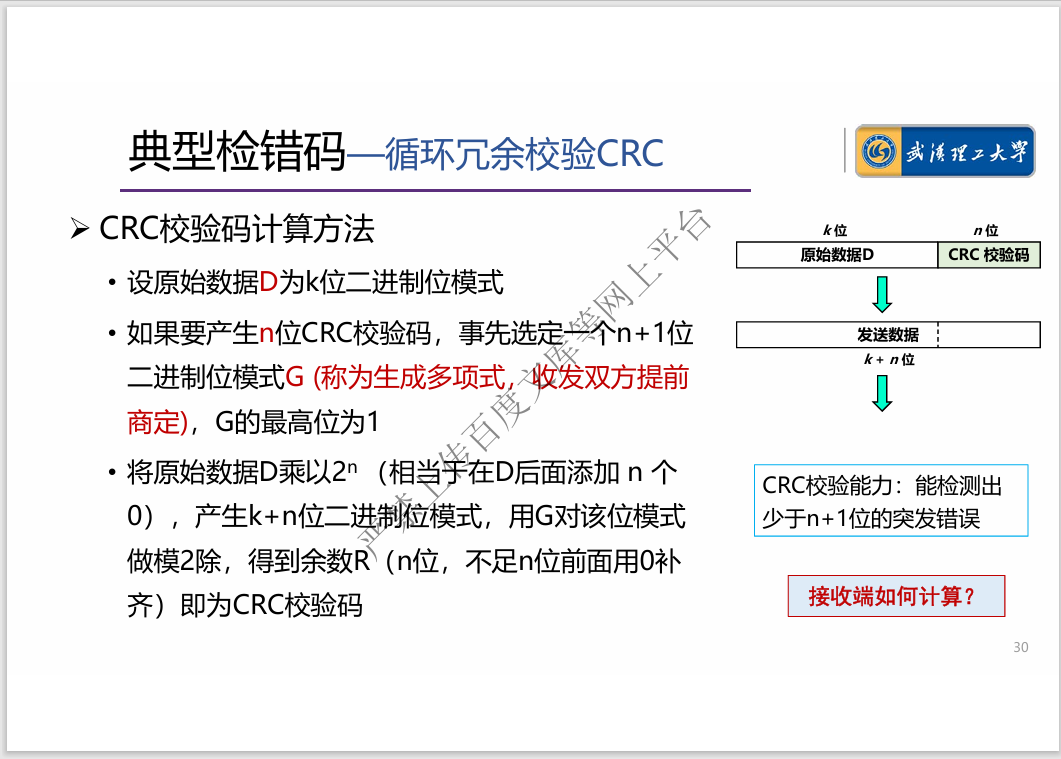 典型检错码—循环冗余校验CRC
武汉理工大学
➢ CRC校验码计算方法
• 设原始数据D为k位二进制位模式
• 如果要产生n位CRC校验码，事先选定一个n+1位
二进制位模式G (称为生成多项式，收发双方提前
商定)，G的最高位为1
• 将原始数据D乘以2ⁿ （相当于在D后面添加 n 个
0），产生k+n位二进制位模式，用G对该位模式
做模2除，得到余数R（n位，不足n位前面用0补
齐）即为CRC校验码
k 位
n 位
原始数据D
CRC 校验码
发送数据
k + n 位
CRC校验能力：能检测出
少于n+1位的突发错误
接收端如何计算？
严禁上传百度文库等网上平台
30